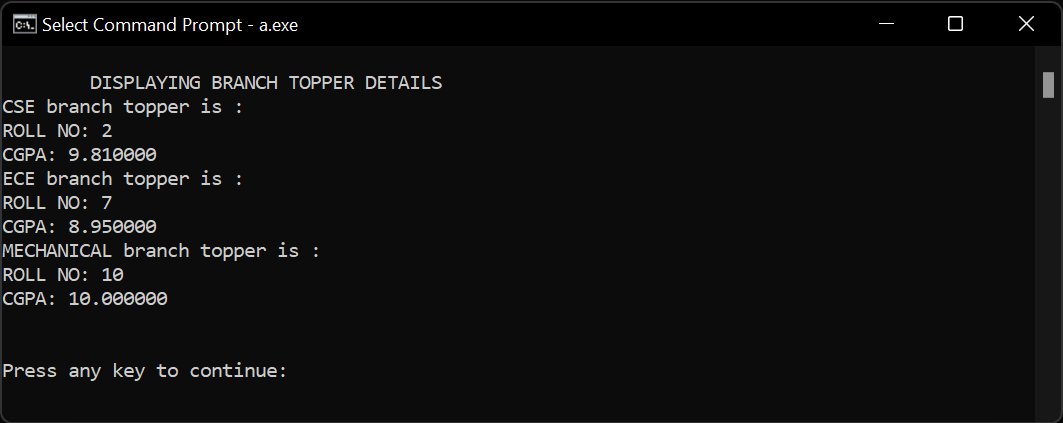 Select Command Prompt - a.exe
DISPLAYING BRANCH TOPPER DETAILS
CSE branch topper is :
ROLL NO: 2
CGPA: 9.810000
ECE branch topper is :
ROLL NO: 7
CGPA: 8.950000
MECHANICAL branch topper is :
ROLL NO: 10
CGPA: 10.000000
Press any key to continue: